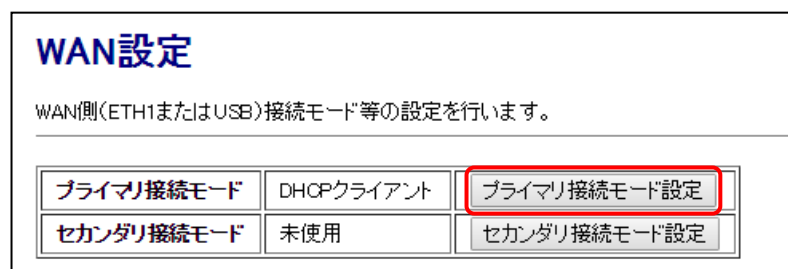 WAN設定
WAN側(ETH1またはUSB)接続モード等の設定を行います。
プライマリ接続モード DHCPクライアント プライマリ接続モード設定
セカンダリ接続モード 未使用 セカンダリ接続モード設定